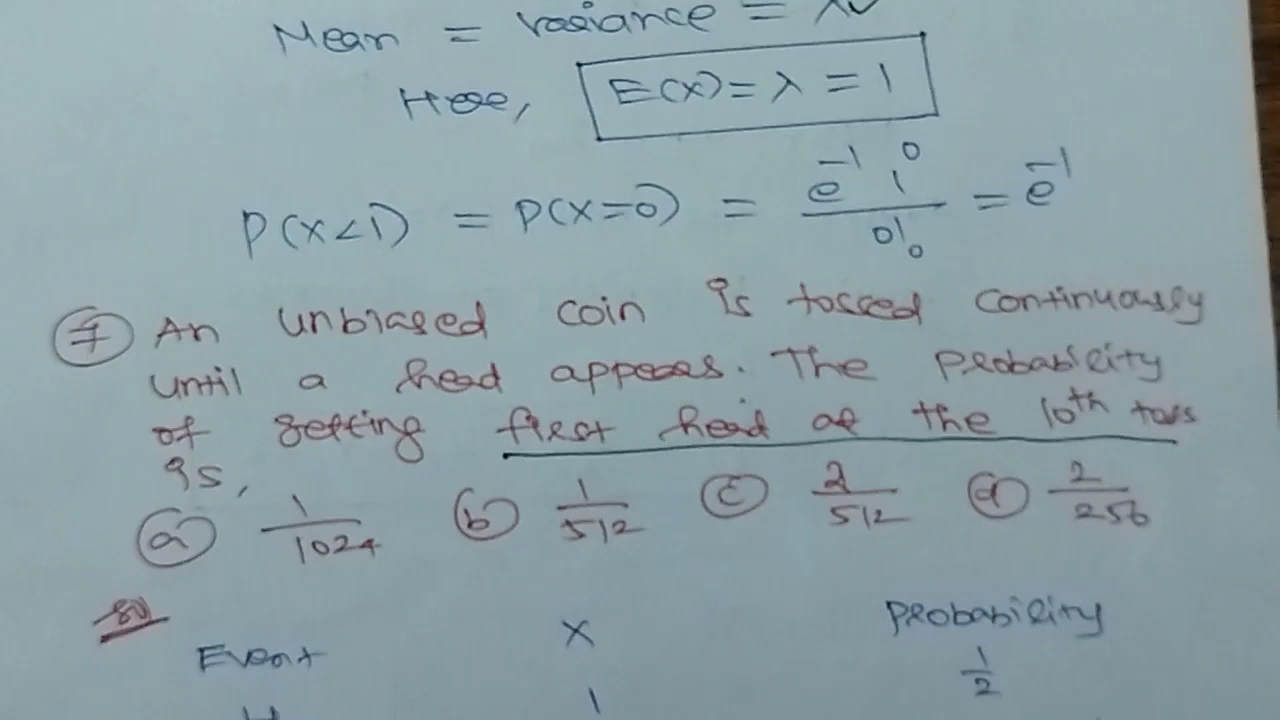 Mean = variance = λ
Here, E(X) = λ = 1
P(X<1) = P(X=0) = e^-1 1^0 / 0! = e^-1
7 An unbiased coin is tossed continuously
until a head appears. The probability
of getting first head at the 10th toss
is,
a 1/1024 b 1/512 c 2/512 d 2/256
Sol
Event X Probability
H 1 1/2